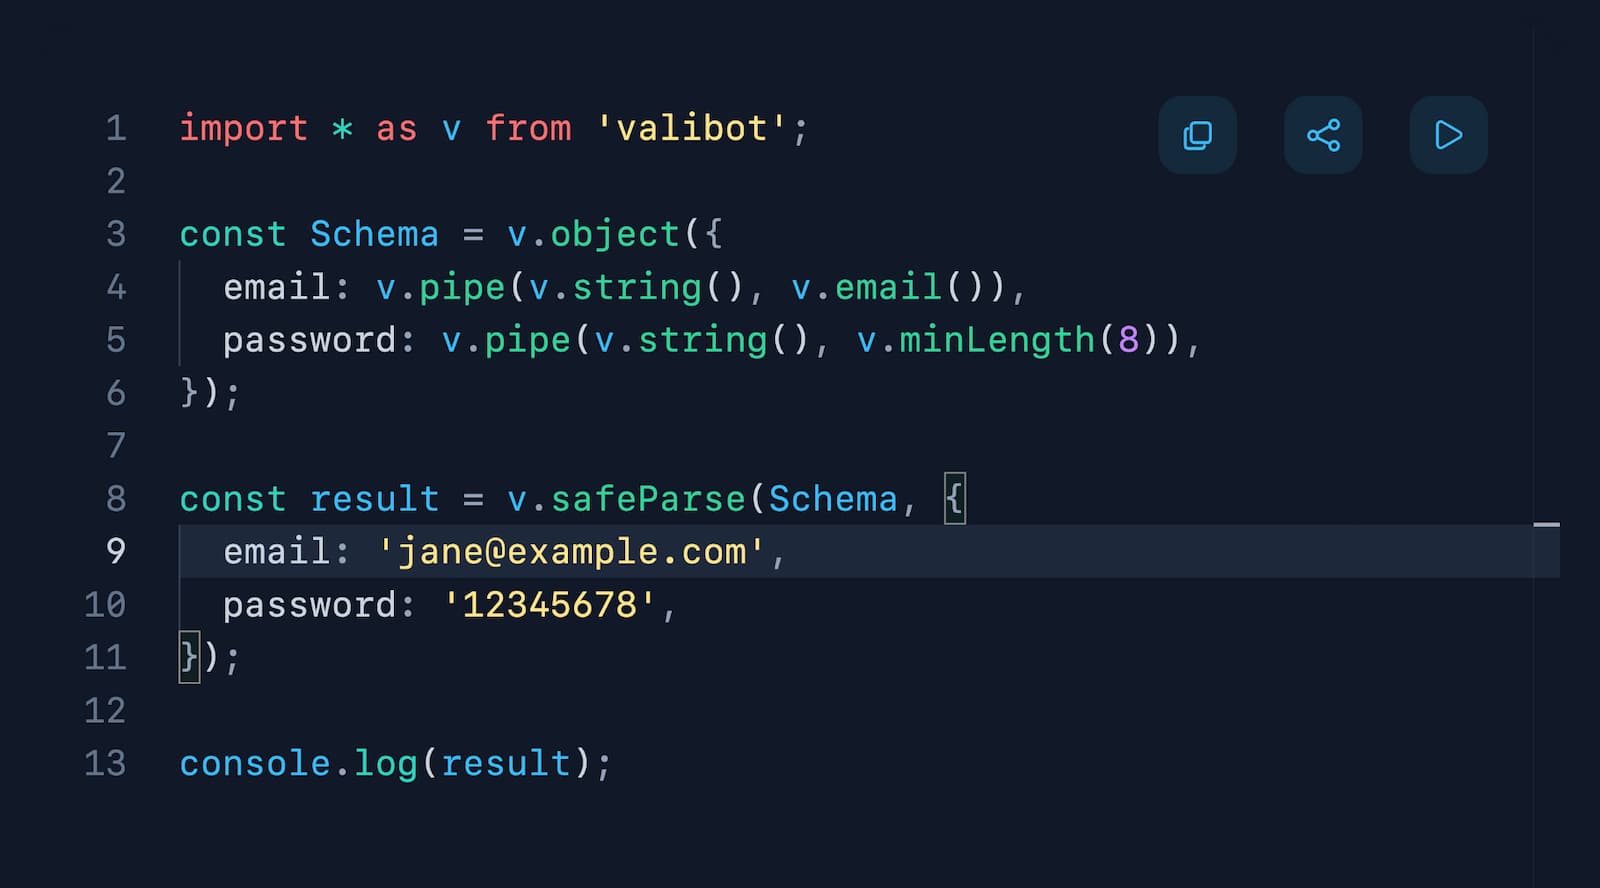 1 import * as v from 'valibot';
2
3 const Schema = v.object({
4   email: v.pipe(v.string(), v.email()),
5   password: v.pipe(v.string(), v.minLength(8)),
6 });
7
8 const result = v.safeParse(Schema, {
9   email: 'jane@example.com',
10   password: '12345678',
11 });
12
13 console.log(result);